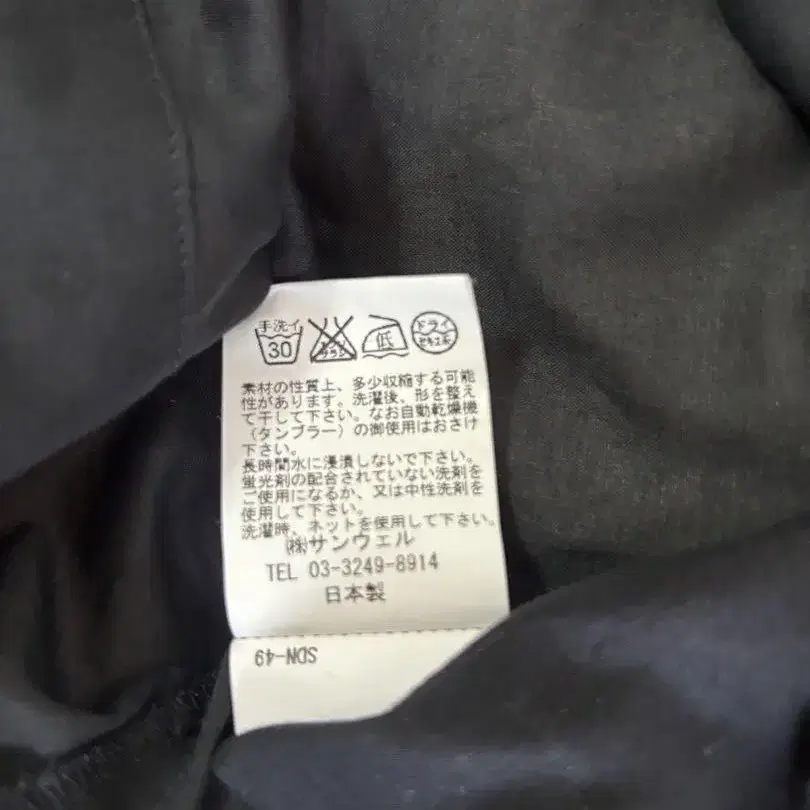 手洗イ
30
低
ドライ
セキユ系
素材の性質上、多少収縮する可能
性があります。洗濯後、形を整え
て干して下さい。なお自動乾燥機
（タンブラー）の御使用はおさけ
下さい。
長時間水に浸漬しないで下さい。
蛍光剤の配合されていない洗剤を
ご使用になるか、又は中性洗剤を
使用して下さい。
洗濯時、ネットを使用して下さい。
㈱サンウェル
TEL 03-3249-8914
日本製
SDN-49